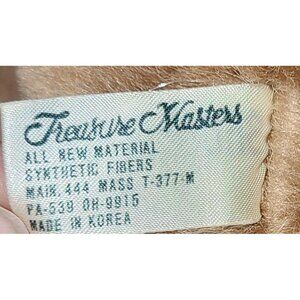 Treasure Masters
ALL NEW MATERIAL
SYNTHETIC FIBERS
MAIN.444 MASS T-377-M
PA-539 OH-9915
MADE IN KOREA